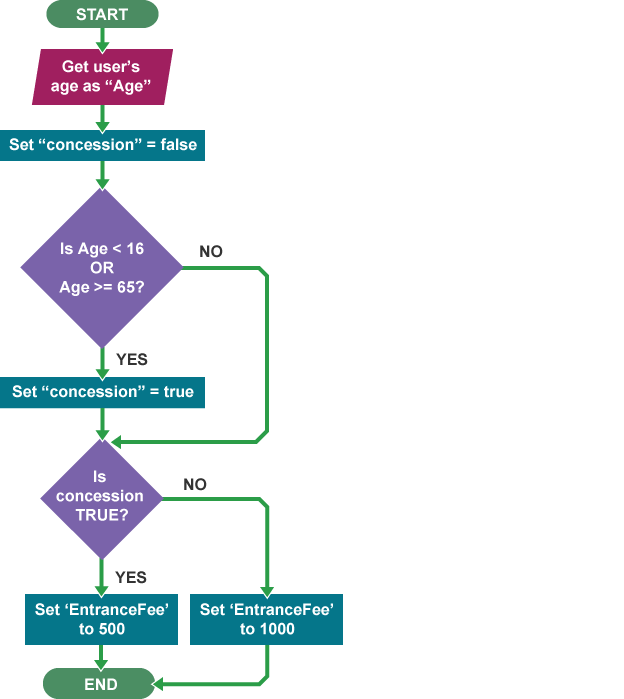 START
Get user’s
age as “Age”
Set “concession” = false
Is Age < 16
OR
Age >= 65?
NO
YES
Set “concession” = true
Is
concession
TRUE?
NO
YES
Set ‘EntranceFee’
to 500
Set ‘EntranceFee’
to 1000
END